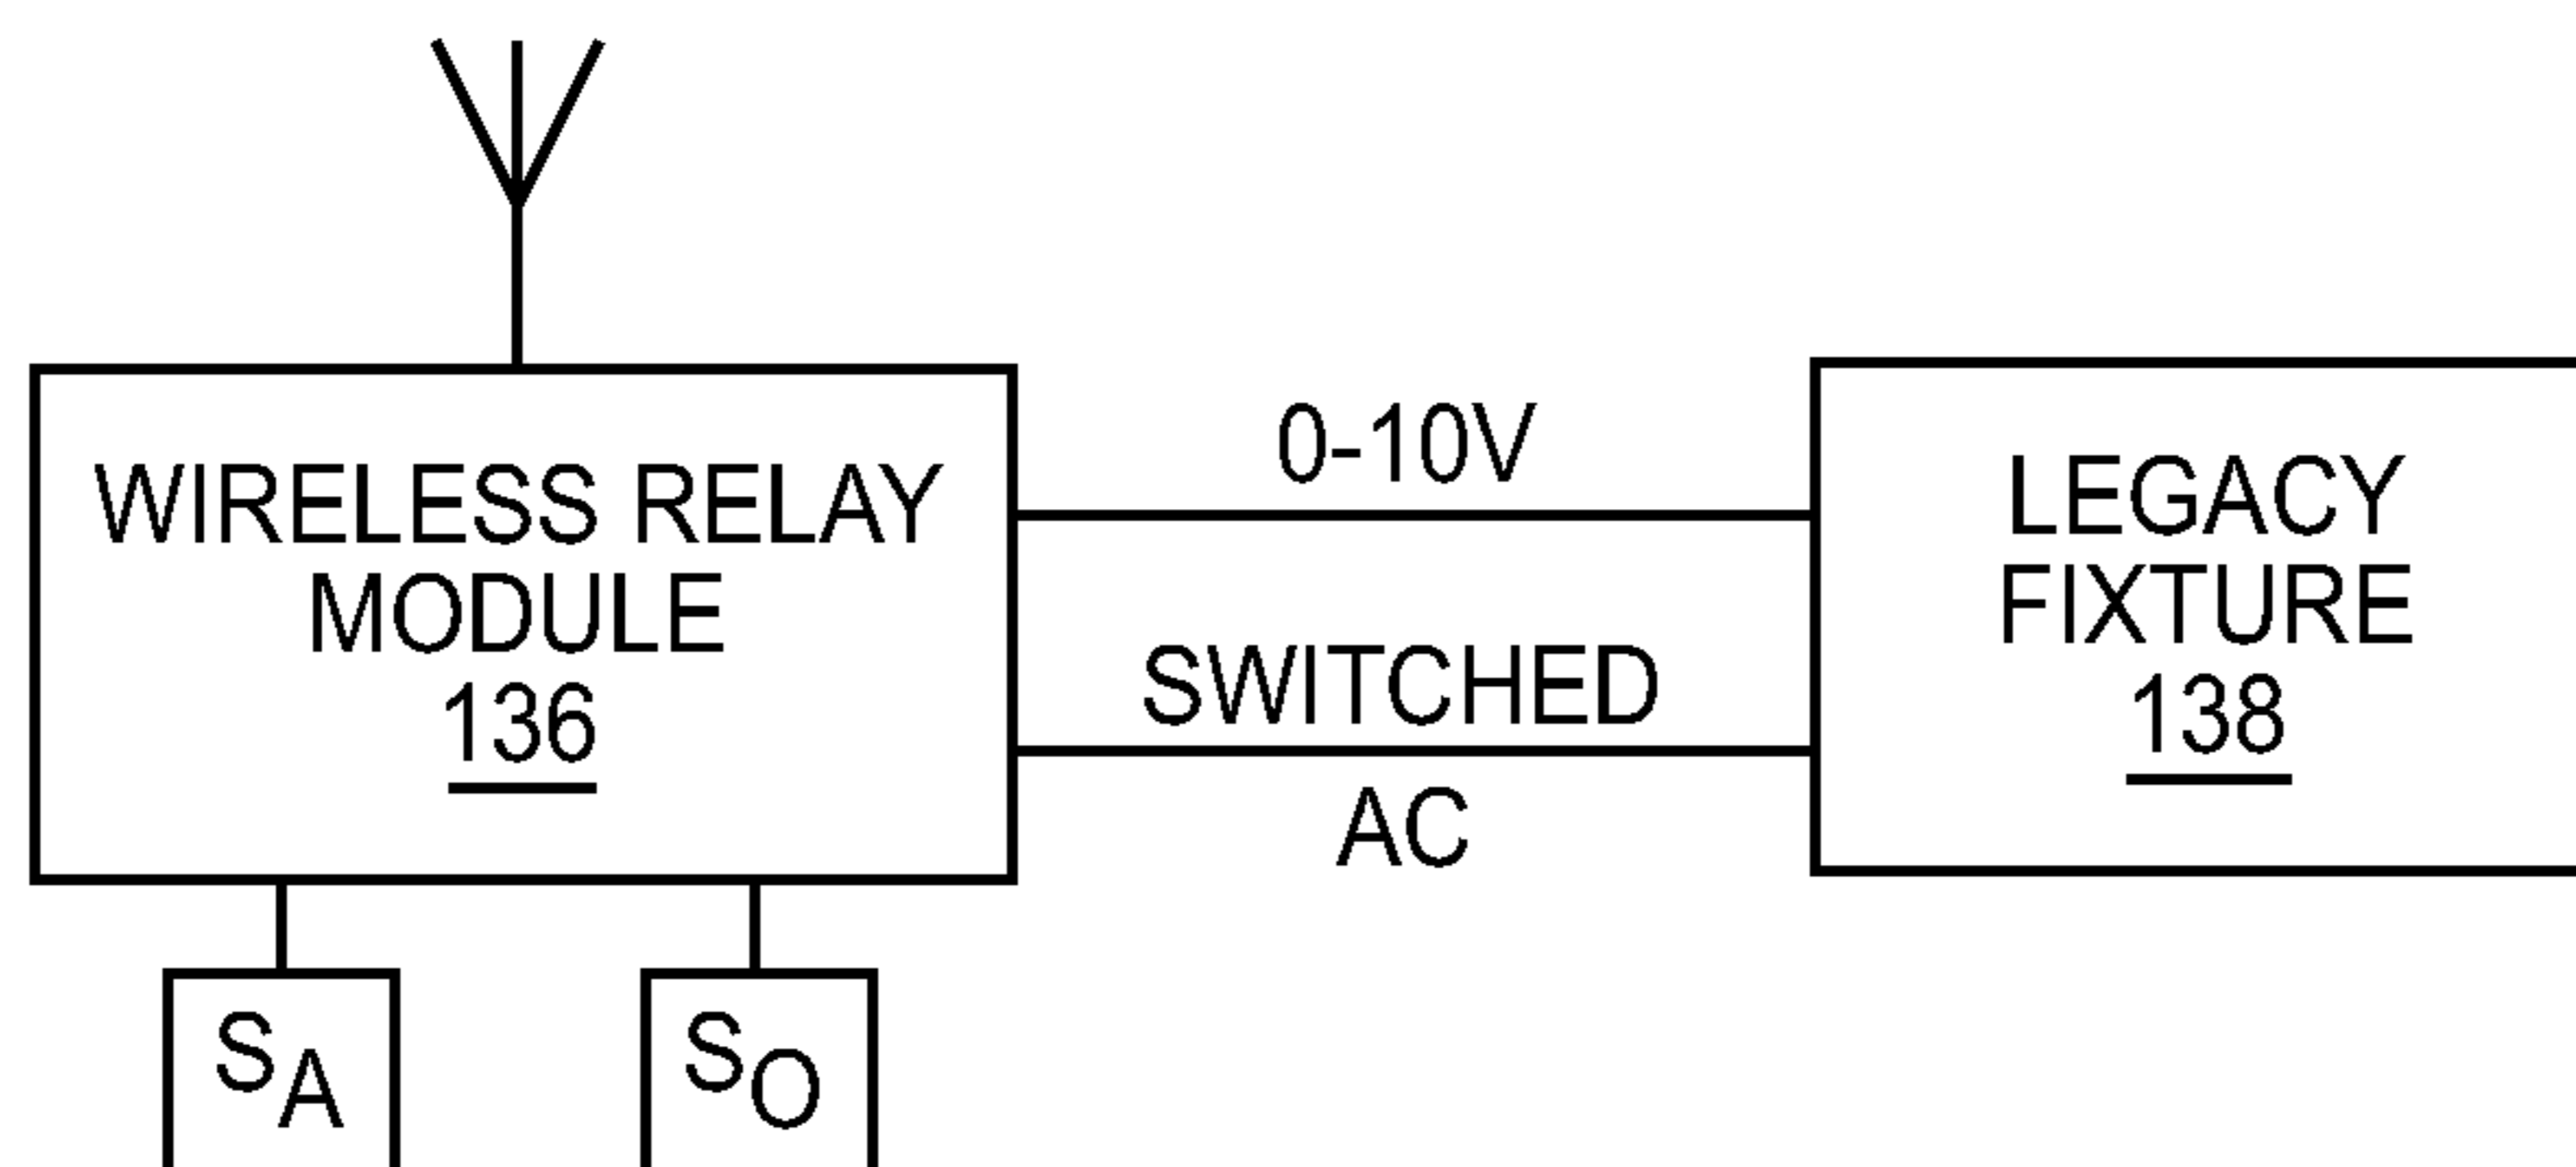 WIRELESS RELAY
MODULE
136
0-10V
SWITCHED
AC
LEGACY
FIXTURE
138
SA
SO